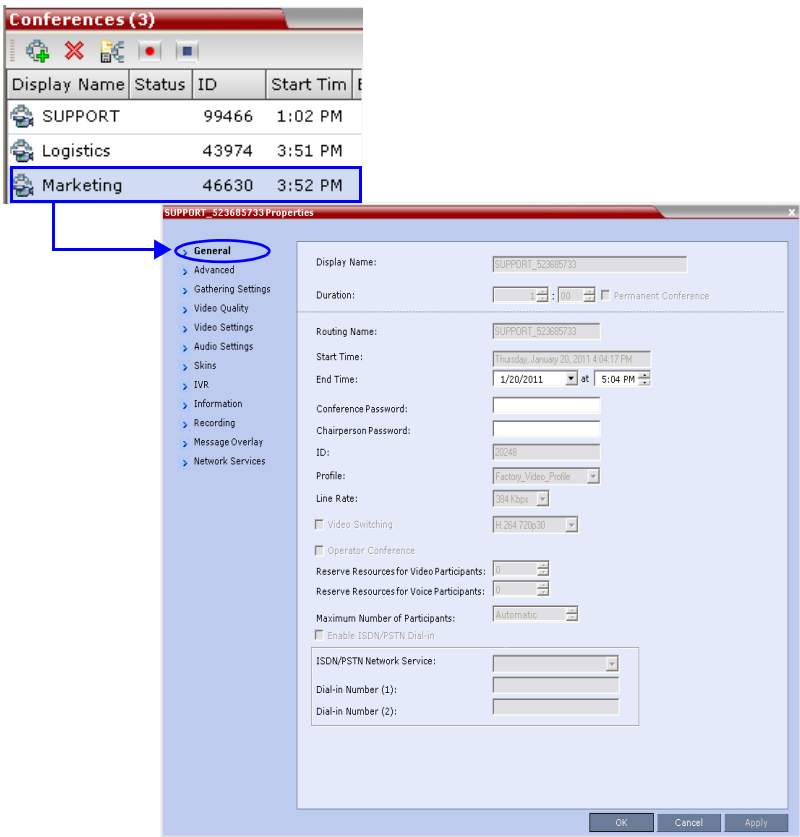 Conferences (3)
Display Name Status ID Start Tim
SUPPORT 99466 1:02 PM
Logistics 43974 3:51 PM
Marketing 46630 3:52 PM
SUPPORT_523685733 Properties x
General
Advanced
Gathering Settings
Video Quality
Video Settings
Audio Settings
Skins
IVR
Information
Recording
Message Overlay
Network Services
Display Name: SUPPORT_523685733
Duration: 1 : 00 Permanent Conference
Routing Name: SUPPORT_523685733
Start Time: Thursday, January 20, 2011 4:04:17 PM
End Time: 1/20/2011 at 5:04 PM
Conference Password:
Chairperson Password:
ID: 20248
Profile: Factory_Video_Profile
Line Rate: 384 Kbps
Video Switching H.264 720p30
Operator Conference
Reserve Resources for Video Participants: 0
Reserve Resources for Voice Participants: 0
Maximum Number of Participants: Automatic
Enable ISDN/PSTN Dial-in
ISDN/PSTN Network Service:
Dial-in Number (1):
Dial-in Number (2):
OK Cancel Apply